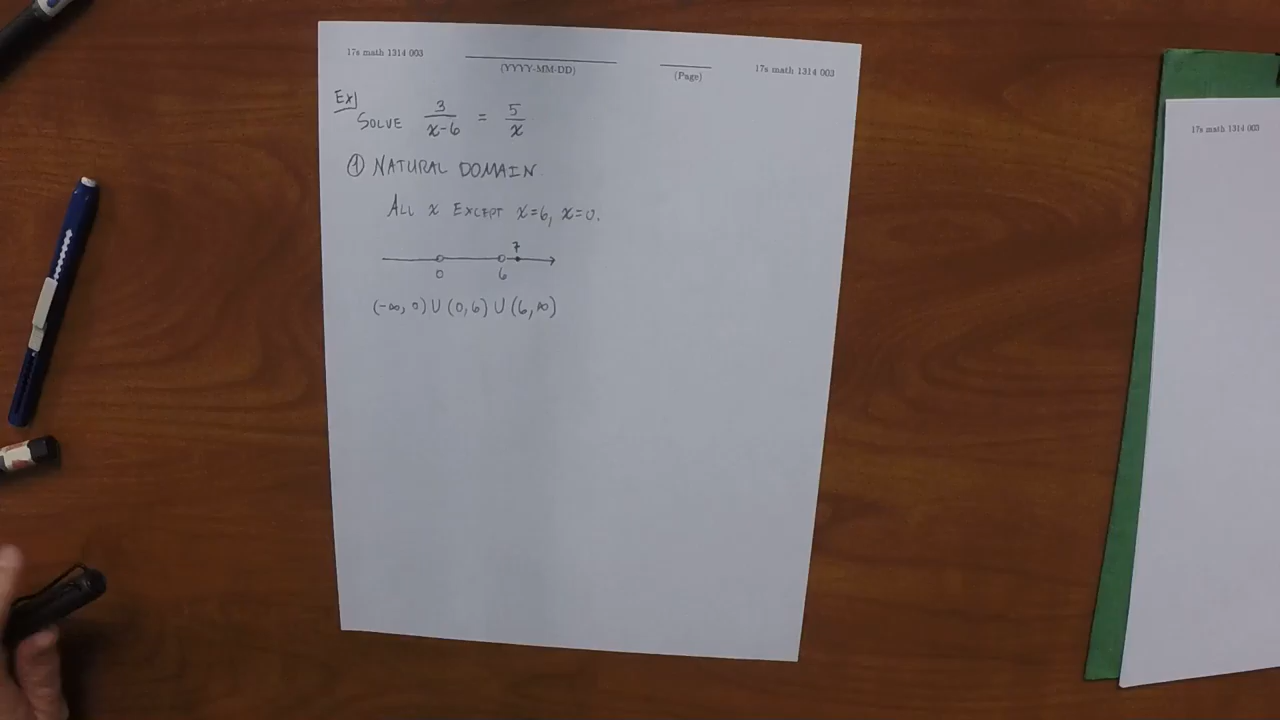 17s math 1314 003
(YYYY-MM-DD)
(Page)
17s math 1314 003
Ex)
SOLVE 3/(x-6) = 5/x
① NATURAL DOMAIN
ALL x EXCEPT x=6, x=0.
7
0 6
(-∞, 0) ∪ (0, 6) ∪ (6, ∞)
17s math 1314 003